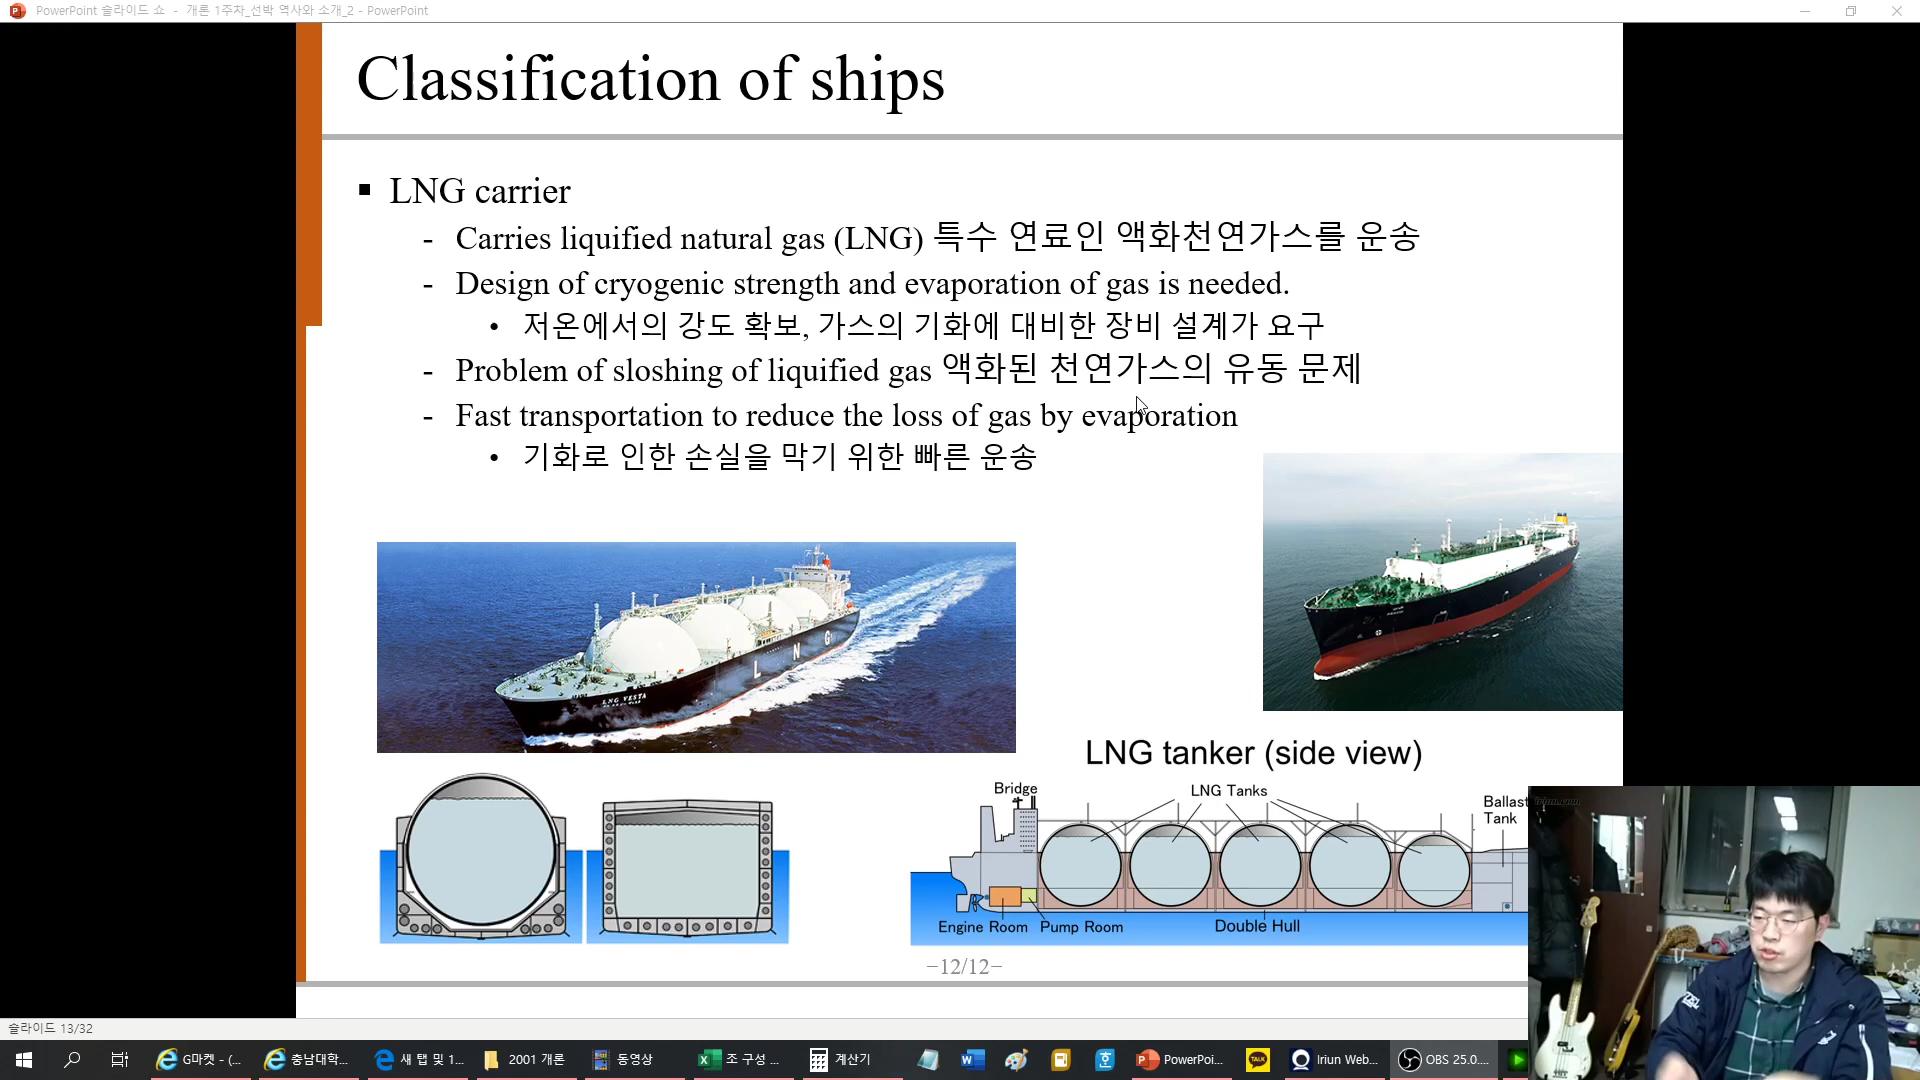 PowerPoint 슬라이드 쇼 - 개론 1주차_선박 역사와 소개_2 - PowerPoint
Classification of ships
▪ LNG carrier
- Carries liquified natural gas (LNG) 특수 연료인 액화천연가스를 운송
- Design of cryogenic strength and evaporation of gas is needed.
• 저온에서의 강도 확보, 가스의 기화에 대비한 장비 설계가 요구
- Problem of sloshing of liquified gas 액화된 천연가스의 유동 문제
- Fast transportation to reduce the loss of gas by evaporation
• 기화로 인한 손실을 막기 위한 빠른 운송
L N G
LNG VESTA
LNG tanker (side view)
Bridge
LNG Tanks
Ballast
Tank
Engine Room
Pump Room
Double Hull
−12/12−
슬라이드 13/32
G마켓 - (...
충남대학...
새 탭 및 1...
2001 개론
동영상
조 구성 ...
계산기
PowerPoi...
TALK
Iriun Web...
OBS 25.0....